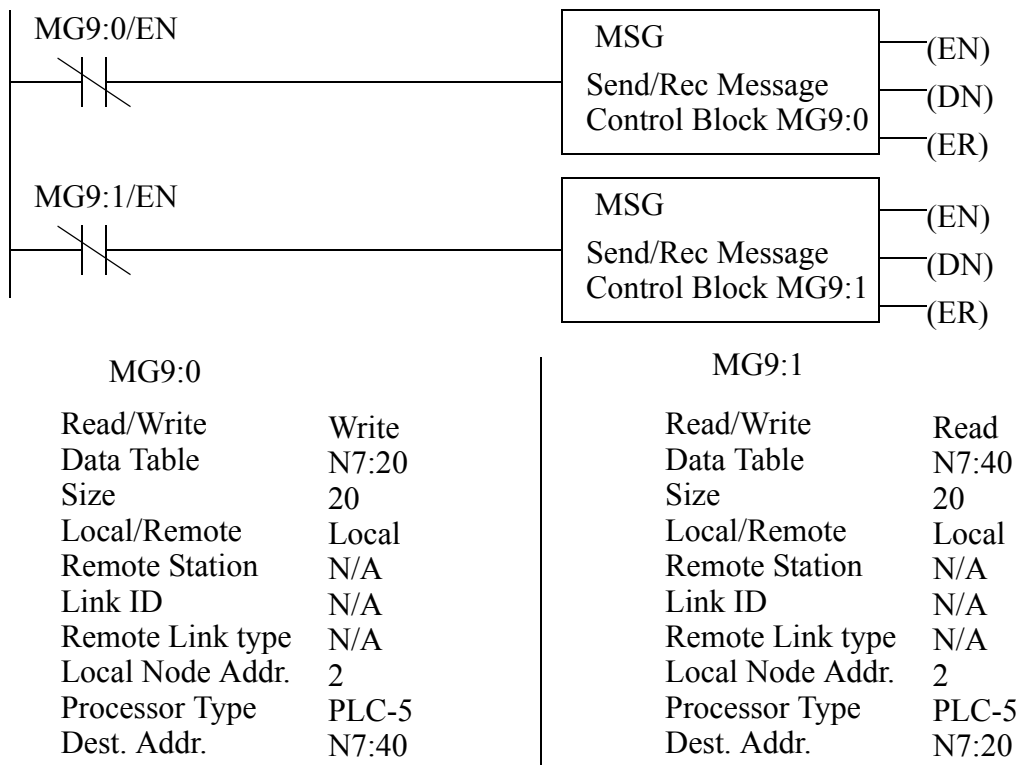 MG9:0/EN
MSG
Send/Rec Message
Control Block MG9:0
(EN)
(DN)
(ER)
MG9:1/EN
MSG
Send/Rec Message
Control Block MG9:1
(EN)
(DN)
(ER)
MG9:0
Read/Write Write
Data Table N7:20
Size 20
Local/Remote Local
Remote Station N/A
Link ID N/A
Remote Link type N/A
Local Node Addr. 2
Processor Type PLC-5
Dest. Addr. N7:40
MG9:1
Read/Write Read
Data Table N7:40
Size 20
Local/Remote Local
Remote Station N/A
Link ID N/A
Remote Link type N/A
Local Node Addr. 2
Processor Type PLC-5
Dest. Addr. N7:20